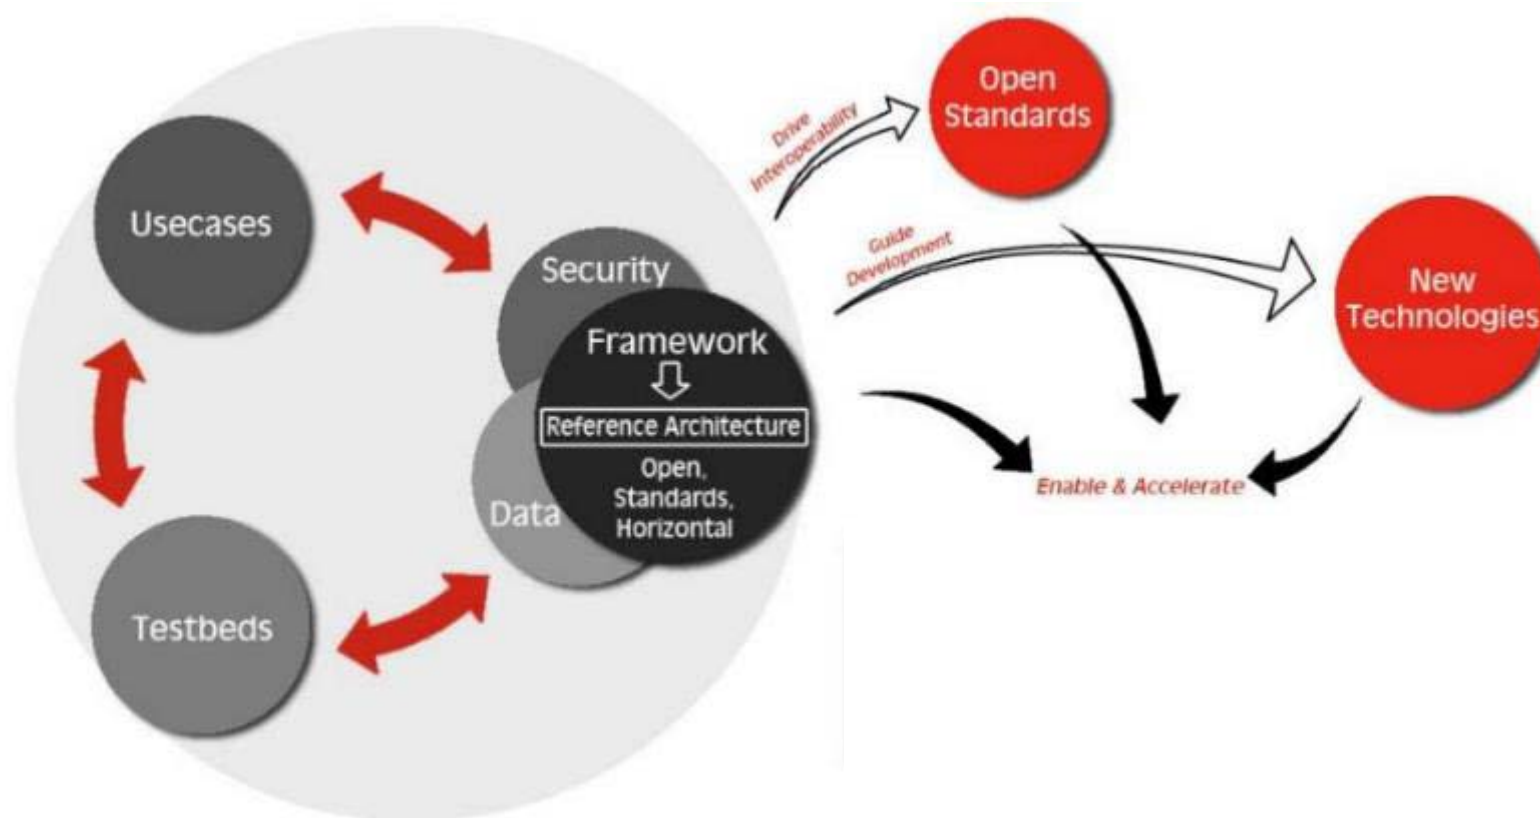 Usecases
Security
Framework
Reference Architecture
Open,
Standards,
Horizontal
Data
Testbeds
Drive
Interoperability
Open
Standards
Guide
Development
New
Technologies
Enable & Accelerate